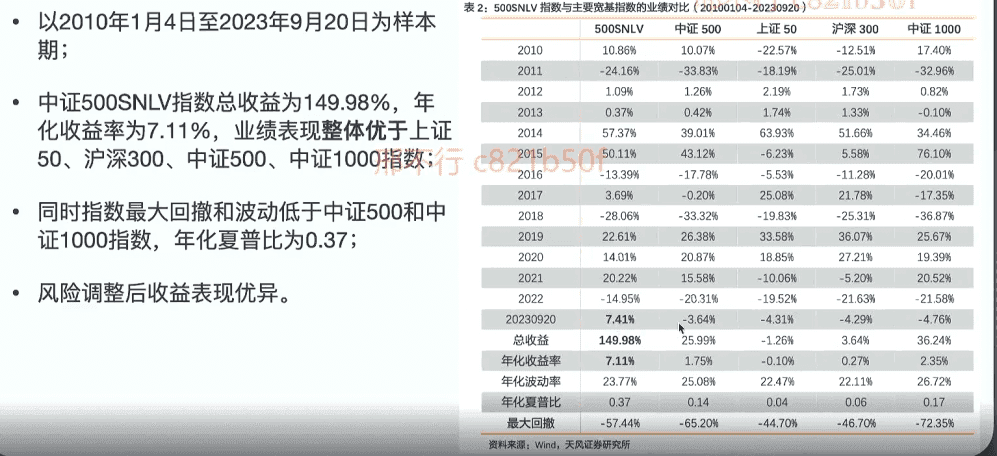 • 以2010年1月4日至2023年9月20日为样本
期；
• 中证500SNLV指数总收益为149.98%，年
化收益率为7.11%，业绩表现整体优于上证
50、沪深300、中证500、中证1000指数；
• 同时指数最大回撤和波动低于中证500和中
证1000指数，年化夏普比为0.37；
• 风险调整后收益表现优异。
表 2：500SNLV 指数与主要宽基指数的业绩对比（20100104-20230920）
500SNLV 中证 500 上证 50 沪深 300 中证 1000
2010 10.86% 10.07% -22.57% -12.51% 17.40%
2011 -24.16% -33.83% -18.19% -25.01% -32.96%
2012 1.09% 1.26% 2.19% 1.73% 0.82%
2013 0.37% 0.42% 1.74% 1.33% -0.10%
2014 57.37% 39.01% 63.93% 51.66% 34.46%
2015 50.11% 43.12% -6.23% 5.58% 76.10%
2016 -13.39% -17.78% -5.53% -11.28% -20.01%
2017 3.69% -0.20% 25.08% 21.78% -17.35%
2018 -28.06% -33.32% -19.83% -25.31% -36.87%
2019 22.61% 26.38% 33.58% 36.07% 25.67%
2020 14.01% 20.87% 18.85% 27.21% 19.39%
2021 20.22% 15.58% -10.06% -5.20% 20.52%
2022 -14.95% -20.31% -19.52% -21.63% -21.58%
20230920 7.41% -3.64% -4.31% -4.29% -4.76%
总收益 149.98% 25.99% -1.26% 3.64% 36.24%
年化收益率 7.11% 1.75% -0.10% 0.27% 2.35%
年化波动率 23.77% 25.08% 22.47% 22.11% 26.72%
年化夏普比 0.37 0.14 0.04 0.06 0.17
最大回撤 -57.44% -65.20% -44.70% -46.70% -72.35%
资料来源：Wind，天风证券研究所
c821b50f